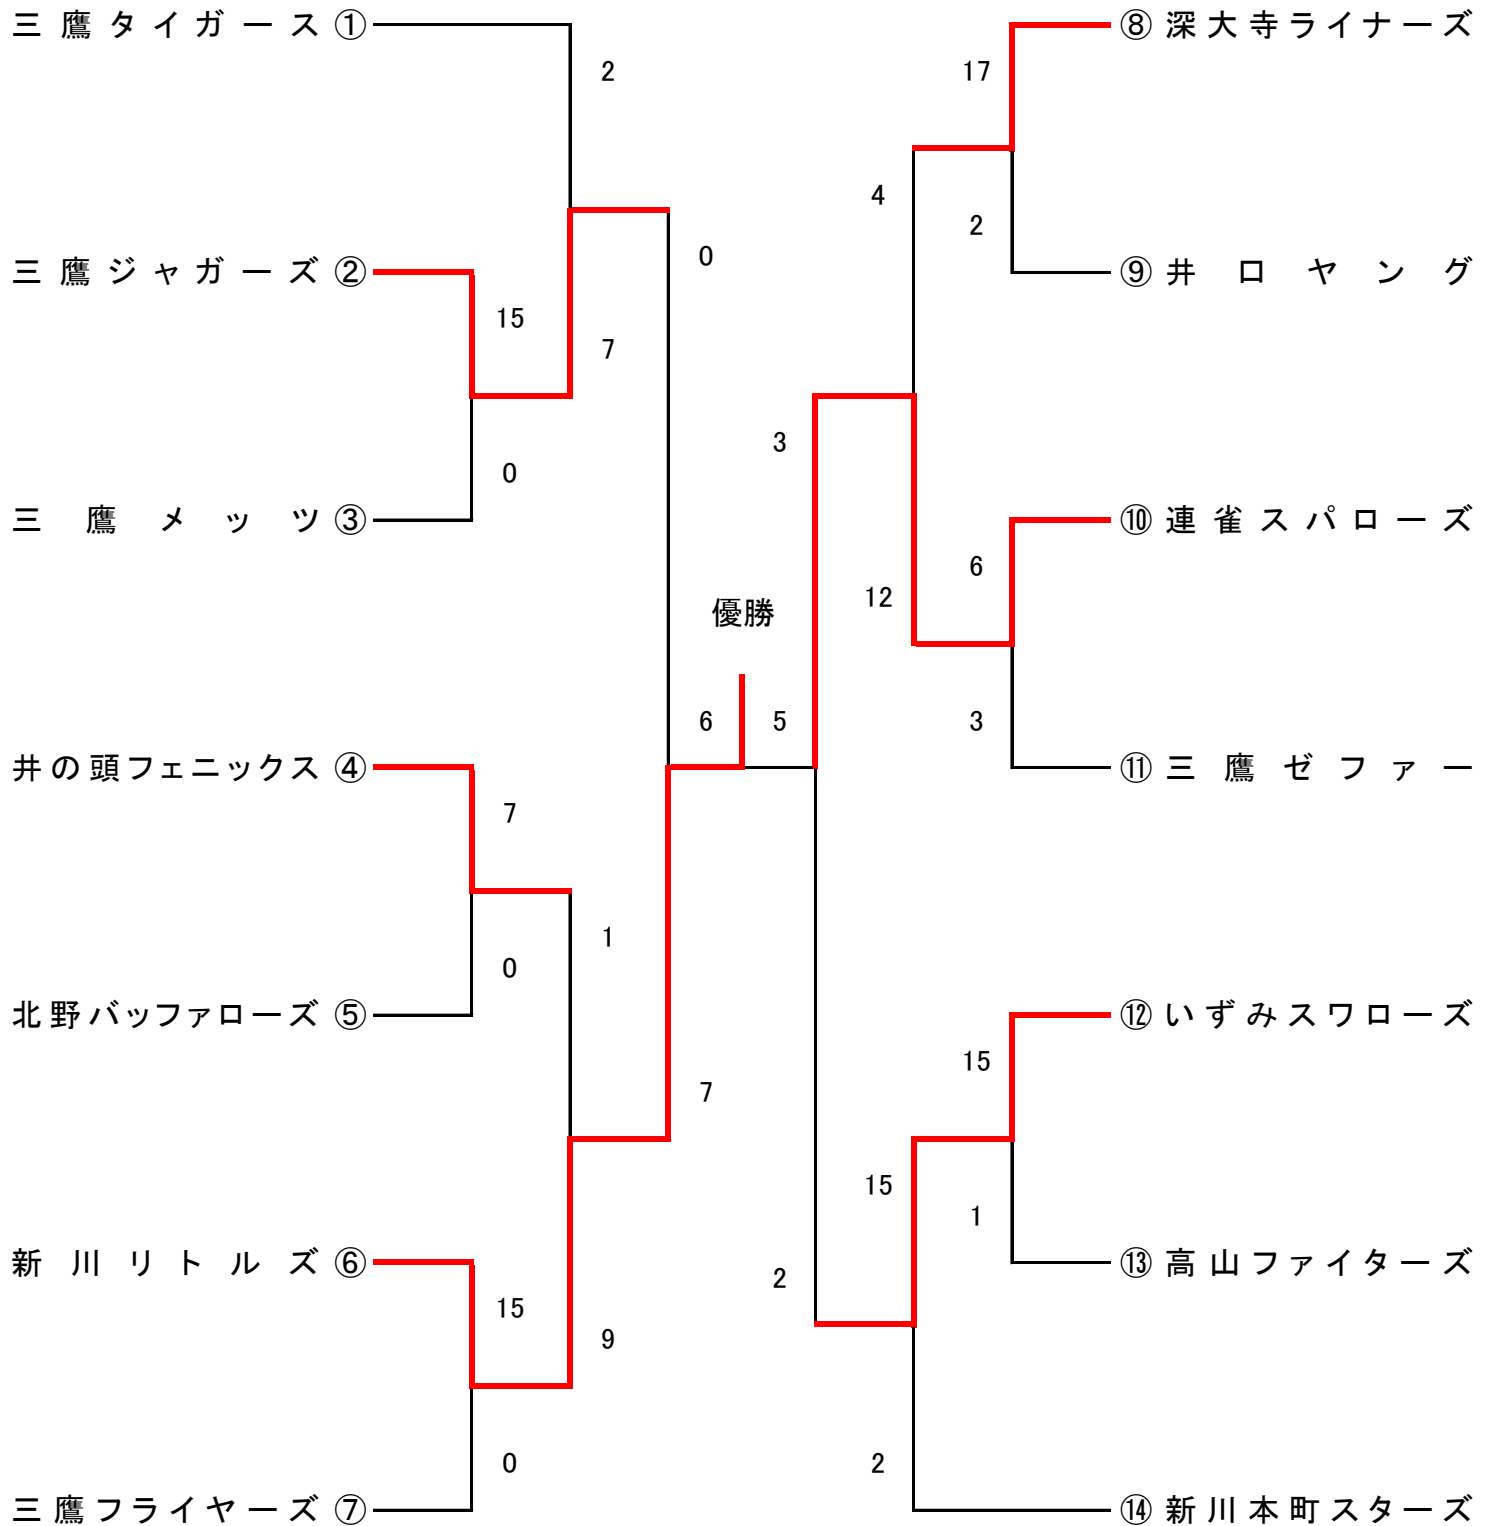 三鷹タイガース ①
2
三鷹ジャガーズ ②
15
7
0
三鷹メッツ ③
0
井の頭フェニックス ④
7
1
0
北野バッファローズ ⑤
7
新川リトルズ ⑥
15
9
0
三鷹フライヤーズ ⑦
優勝
6
5
⑧ 深大寺ライナーズ
17
4
2
⑨ 井口ヤング
3
⑩ 連雀スパローズ
6
12
3
⑪ 三鷹ゼファー
⑫ いずみスワローズ
15
15
1
⑬ 高山ファイターズ
2
2
⑭ 新川本町スターズ